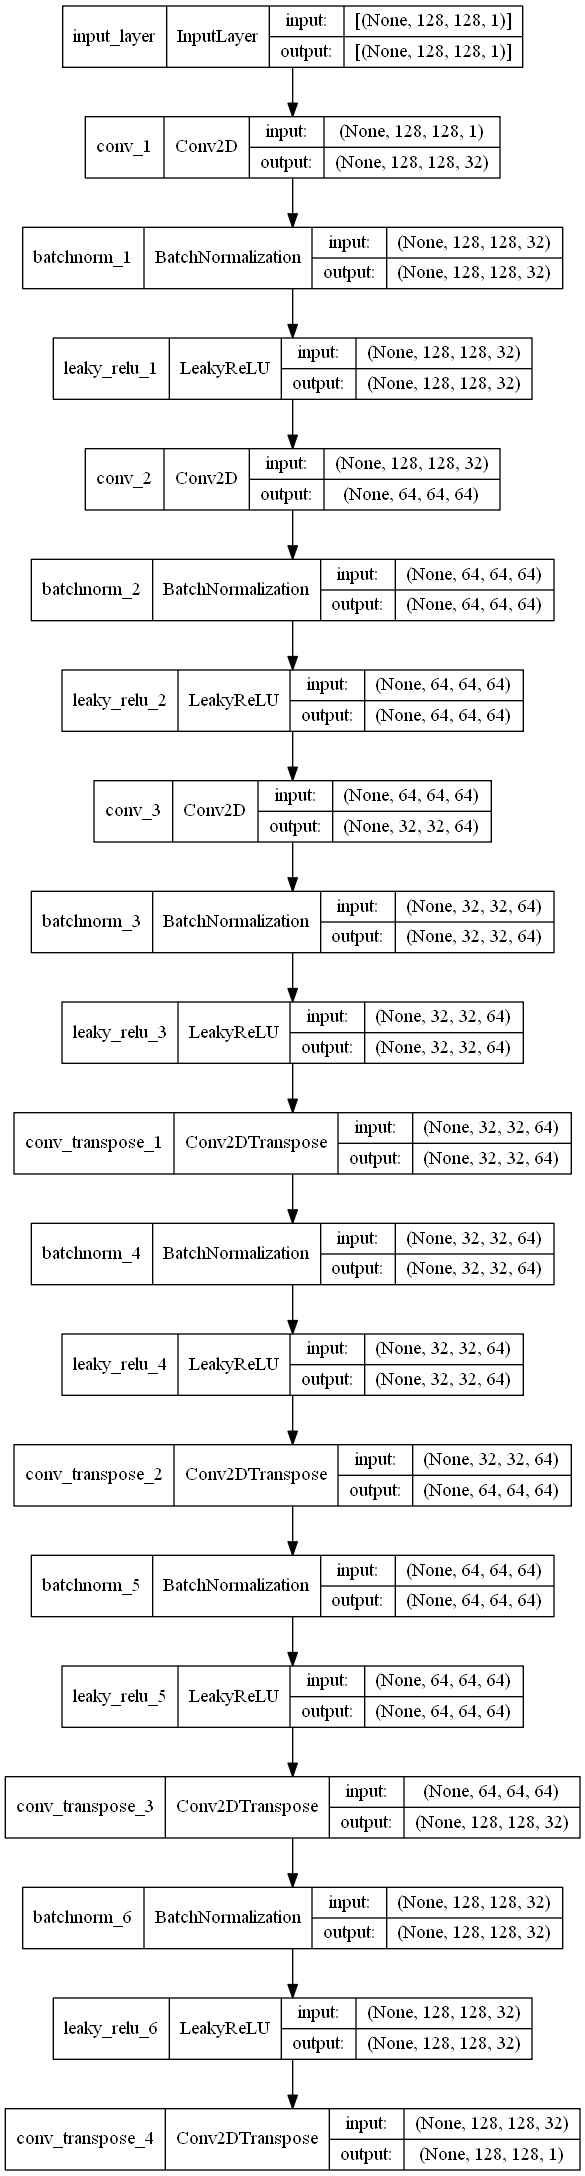 input_layer InputLayer input: [(None, 128, 128, 1)]
output: [(None, 128, 128, 1)]
conv_1 Conv2D input: (None, 128, 128, 1)
output: (None, 128, 128, 32)
batchnorm_1 BatchNormalization input: (None, 128, 128, 32)
output: (None, 128, 128, 32)
leaky_relu_1 LeakyReLU input: (None, 128, 128, 32)
output: (None, 128, 128, 32)
conv_2 Conv2D input: (None, 128, 128, 32)
output: (None, 64, 64, 64)
batchnorm_2 BatchNormalization input: (None, 64, 64, 64)
output: (None, 64, 64, 64)
leaky_relu_2 LeakyReLU input: (None, 64, 64, 64)
output: (None, 64, 64, 64)
conv_3 Conv2D input: (None, 64, 64, 64)
output: (None, 32, 32, 64)
batchnorm_3 BatchNormalization input: (None, 32, 32, 64)
output: (None, 32, 32, 64)
leaky_relu_3 LeakyReLU input: (None, 32, 32, 64)
output: (None, 32, 32, 64)
conv_transpose_1 Conv2DTranspose input: (None, 32, 32, 64)
output: (None, 32, 32, 64)
batchnorm_4 BatchNormalization input: (None, 32, 32, 64)
output: (None, 32, 32, 64)
leaky_relu_4 LeakyReLU input: (None, 32, 32, 64)
output: (None, 32, 32, 64)
conv_transpose_2 Conv2DTranspose input: (None, 32, 32, 64)
output: (None, 64, 64, 64)
batchnorm_5 BatchNormalization input: (None, 64, 64, 64)
output: (None, 64, 64, 64)
leaky_relu_5 LeakyReLU input: (None, 64, 64, 64)
output: (None, 64, 64, 64)
conv_transpose_3 Conv2DTranspose input: (None, 64, 64, 64)
output: (None, 128, 128, 32)
batchnorm_6 BatchNormalization input: (None, 128, 128, 32)
output: (None, 128, 128, 32)
leaky_relu_6 LeakyReLU input: (None, 128, 128, 32)
output: (None, 128, 128, 32)
conv_transpose_4 Conv2DTranspose input: (None, 128, 128, 32)
output: (None, 128, 128, 1)